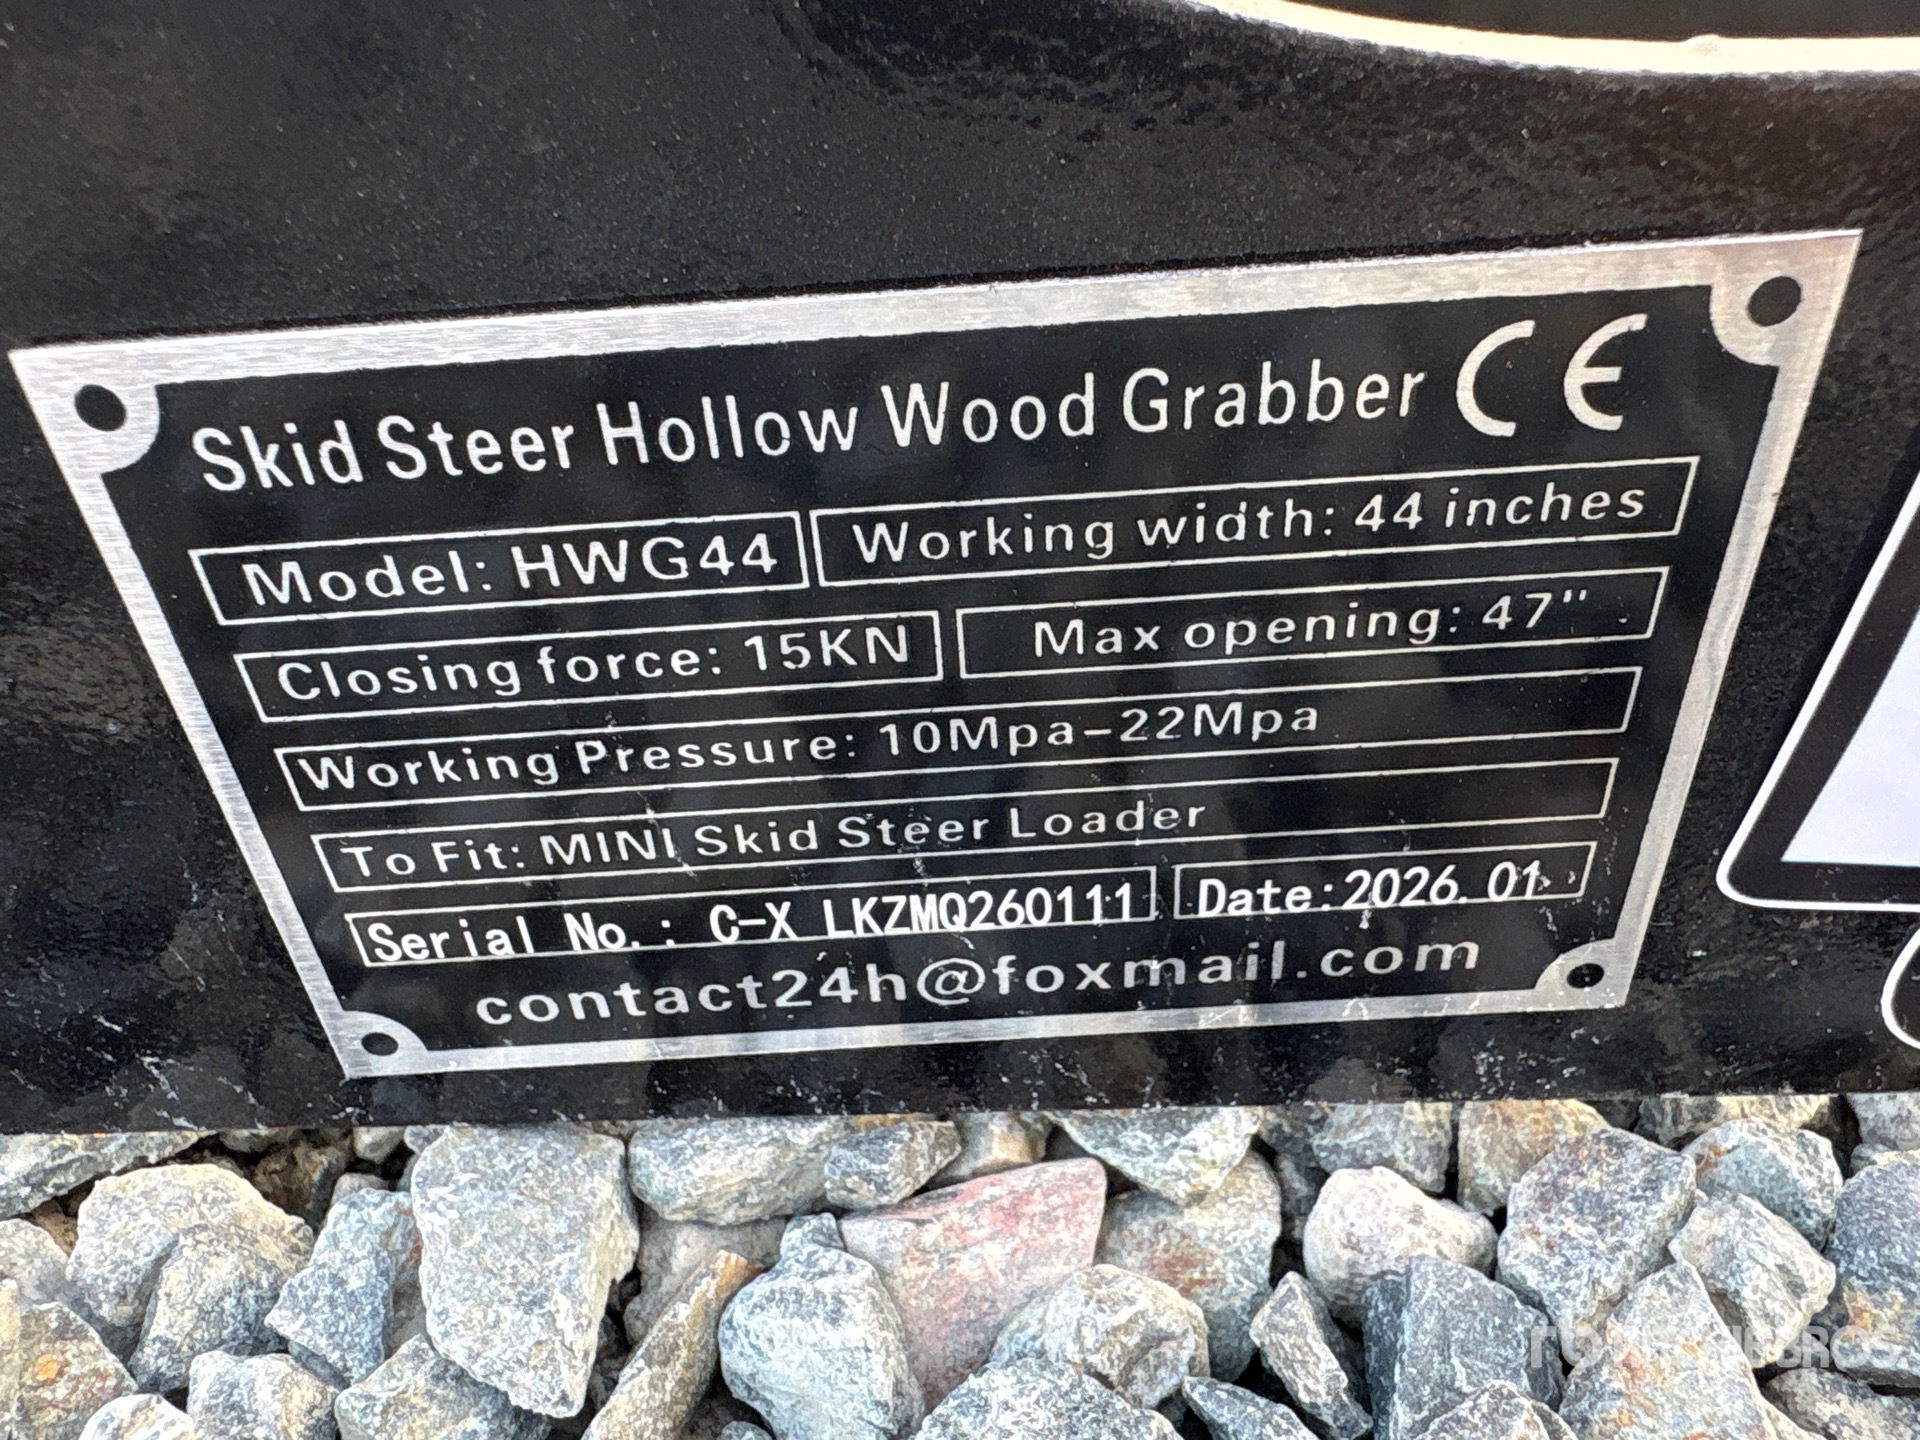 Skid Steer Hollow Wood Grabber CE
Model: HWG44 Working width: 44 inches
Closing force: 15KN Max opening: 47"
Working Pressure: 10Mpa-22Mpa
To Fit: MINI Skid Steer Loader
Serial No.: C-X LKZMQ260111 Date:2026.01
contact24h@foxmail.com